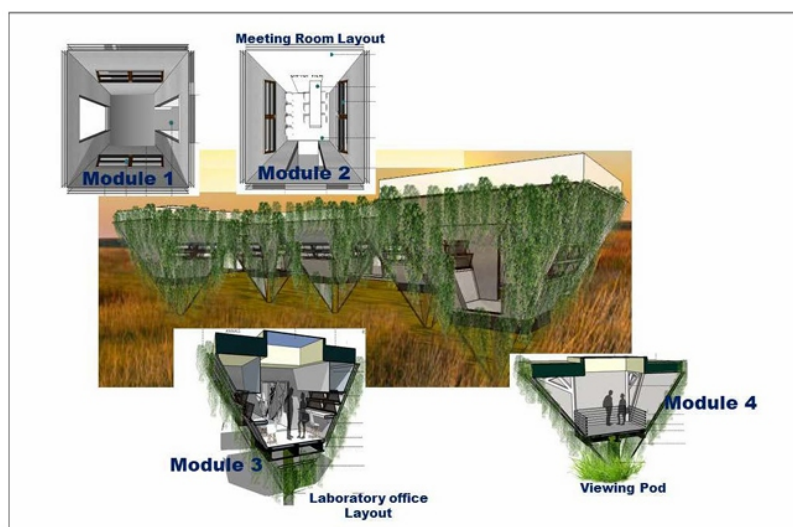 Meeting Room Layout
Module 1
Module 2
Module 3
Module 4
Laboratory office
Layout
Viewing Pod